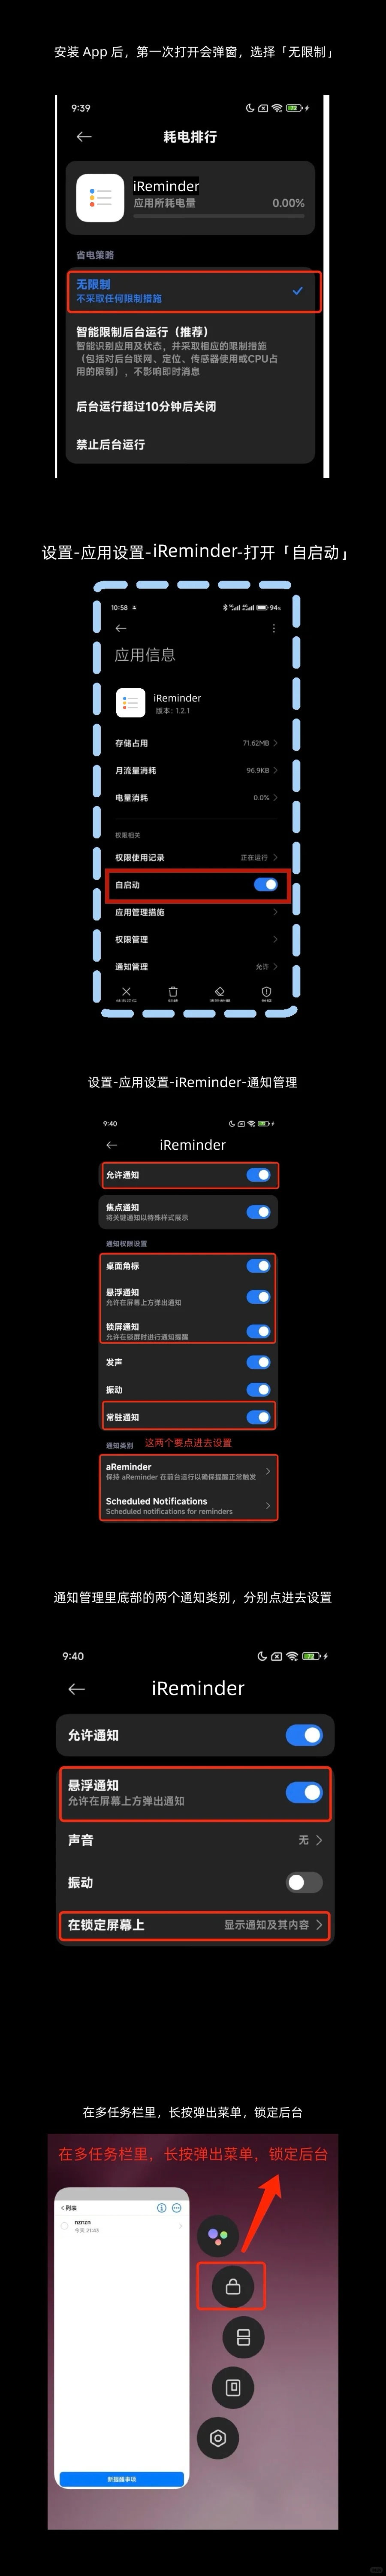 安装 App 后，第一次打开会弹窗，选择「无限制」
9:39
耗电排行
iReminder
应用所耗电量 0.00%
省电策略
无限制
不采取任何限制措施
智能限制后台运行（推荐）
智能识别应用及状态，并采取相应的限制措施
（包括对后台联网、定位、传感器使用或CPU占
用的限制），不影响即时消息
后台运行超过10分钟后关闭
禁止后台运行
设置-应用设置-iReminder-打开「自启动」
10:58 94%
应用信息
iReminder
版本：1.2.1
存储占用 71.62MB
月流量消耗 96.9KB
电量消耗 0.0%
权限相关
权限使用记录 正在运行
自启动
应用管理措施
权限管理
通知管理 允许
设置-应用设置-iReminder-通知管理
9:40
iReminder
允许通知
焦点通知
将关键通知以特殊样式展示
通知权限设置
桌面角标
悬浮通知
允许在屏幕上方弹出通知
锁屏通知
允许在锁屏时进行通知提醒
发声
振动
常驻通知
通知类别 这两个要点进去设置
aReminder
保持 aReminder 在前台运行以确保提醒正常触发
Scheduled Notifications
Scheduled notifications for reminders
通知管理里底部的两个通知类别，分别点进去设置
9:40
iReminder
允许通知
悬浮通知
允许在屏幕上方弹出通知
声音 无
振动
在锁定屏幕上 显示通知及其内容
在多任务栏里，长按弹出菜单，锁定后台
在多任务栏里，长按弹出菜单，锁定后台
列表
nznzn
今天 21:43
新提醒事项